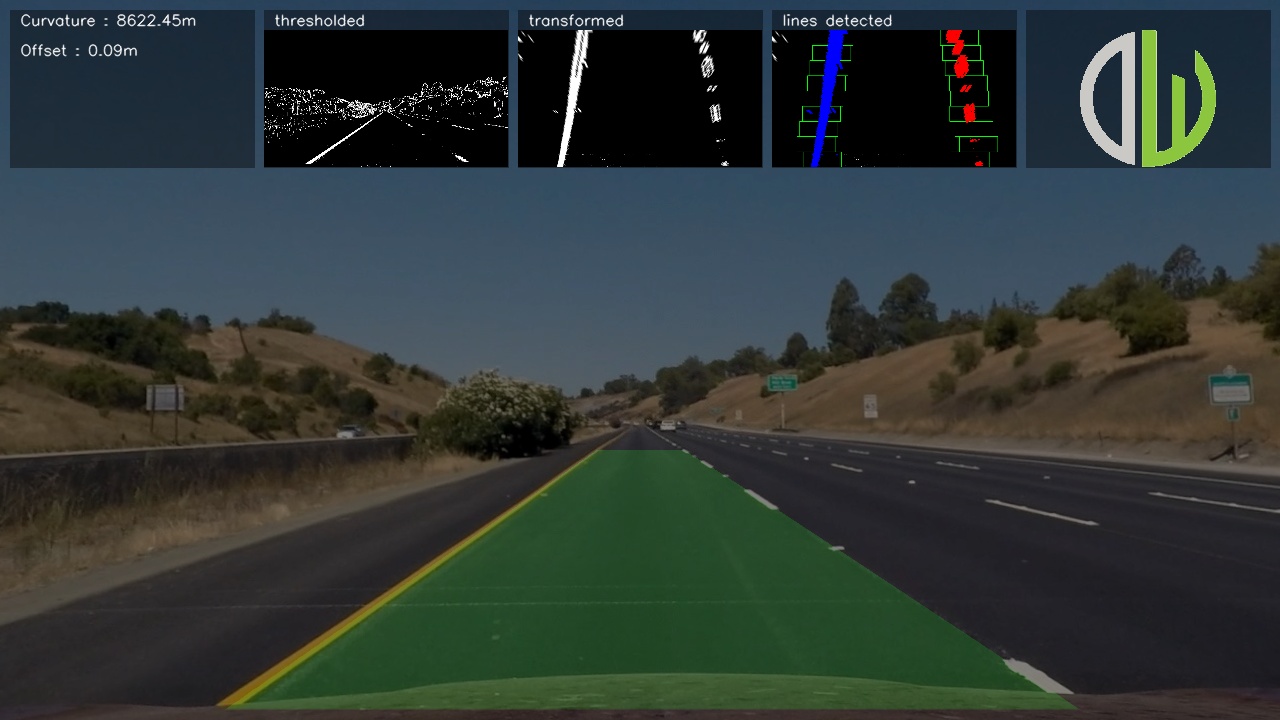 Curvature : 8622.45m
Offset : 0.09m
thresholded
transformed
lines detected